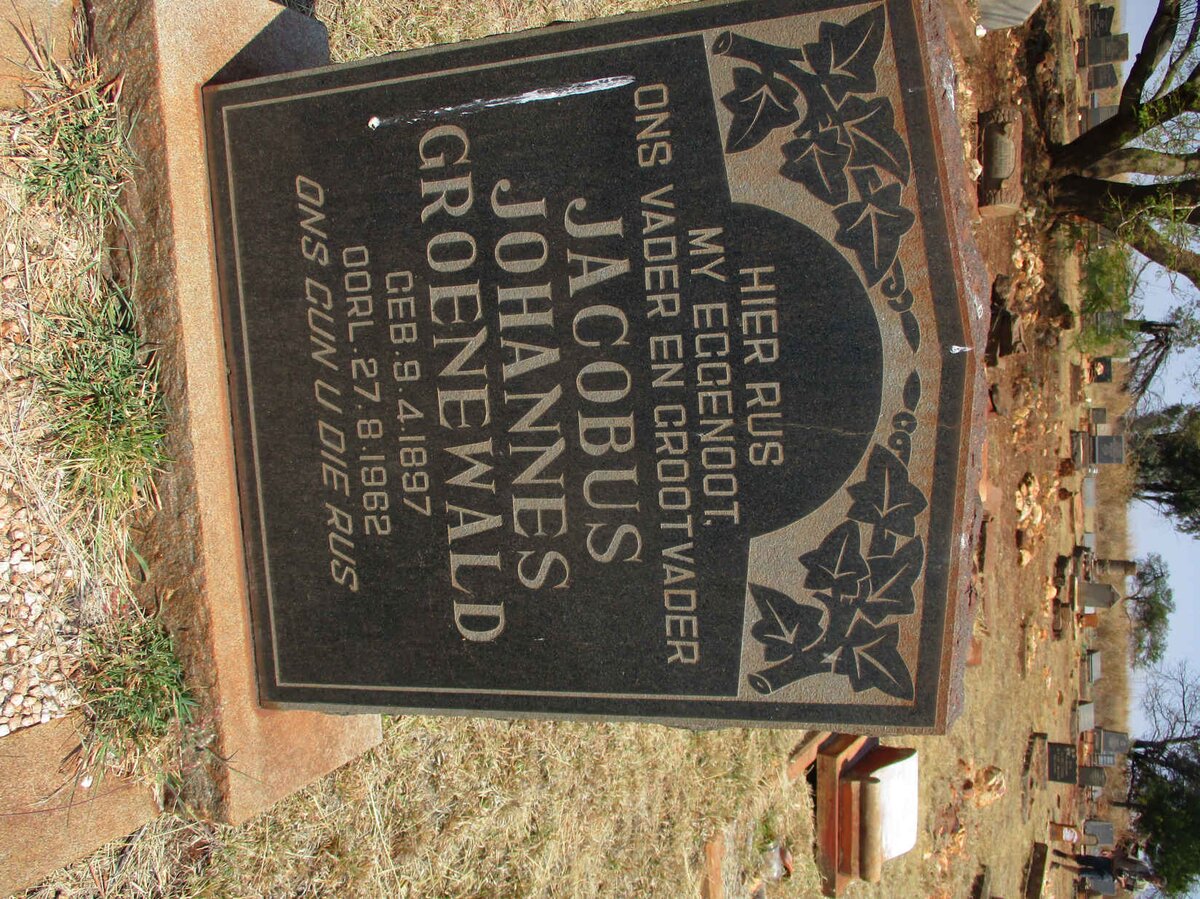 HIER RUS
MY EGGENOOT,
ONS VADER EN GROOTVADER
JACOBUS
JOHANNES
GROENEWALD
GEB. 9. 4. 1897
OORL. 27. 8. 1962
ONS GUN U DIE RUS